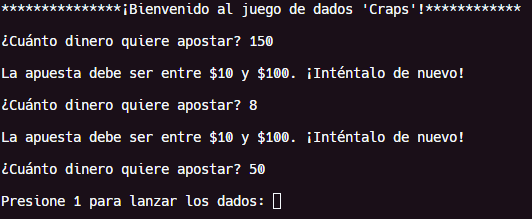 ***************¡Bienvenido al juego de dados 'Craps'!************
¿Cuánto dinero quiere apostar? 150
La apuesta debe ser entre $10 y $100. ¡Inténtalo de nuevo!
¿Cuánto dinero quiere apostar? 8
La apuesta debe ser entre $10 y $100. ¡Inténtalo de nuevo!
¿Cuánto dinero quiere apostar? 50
Presione 1 para lanzar los dados: